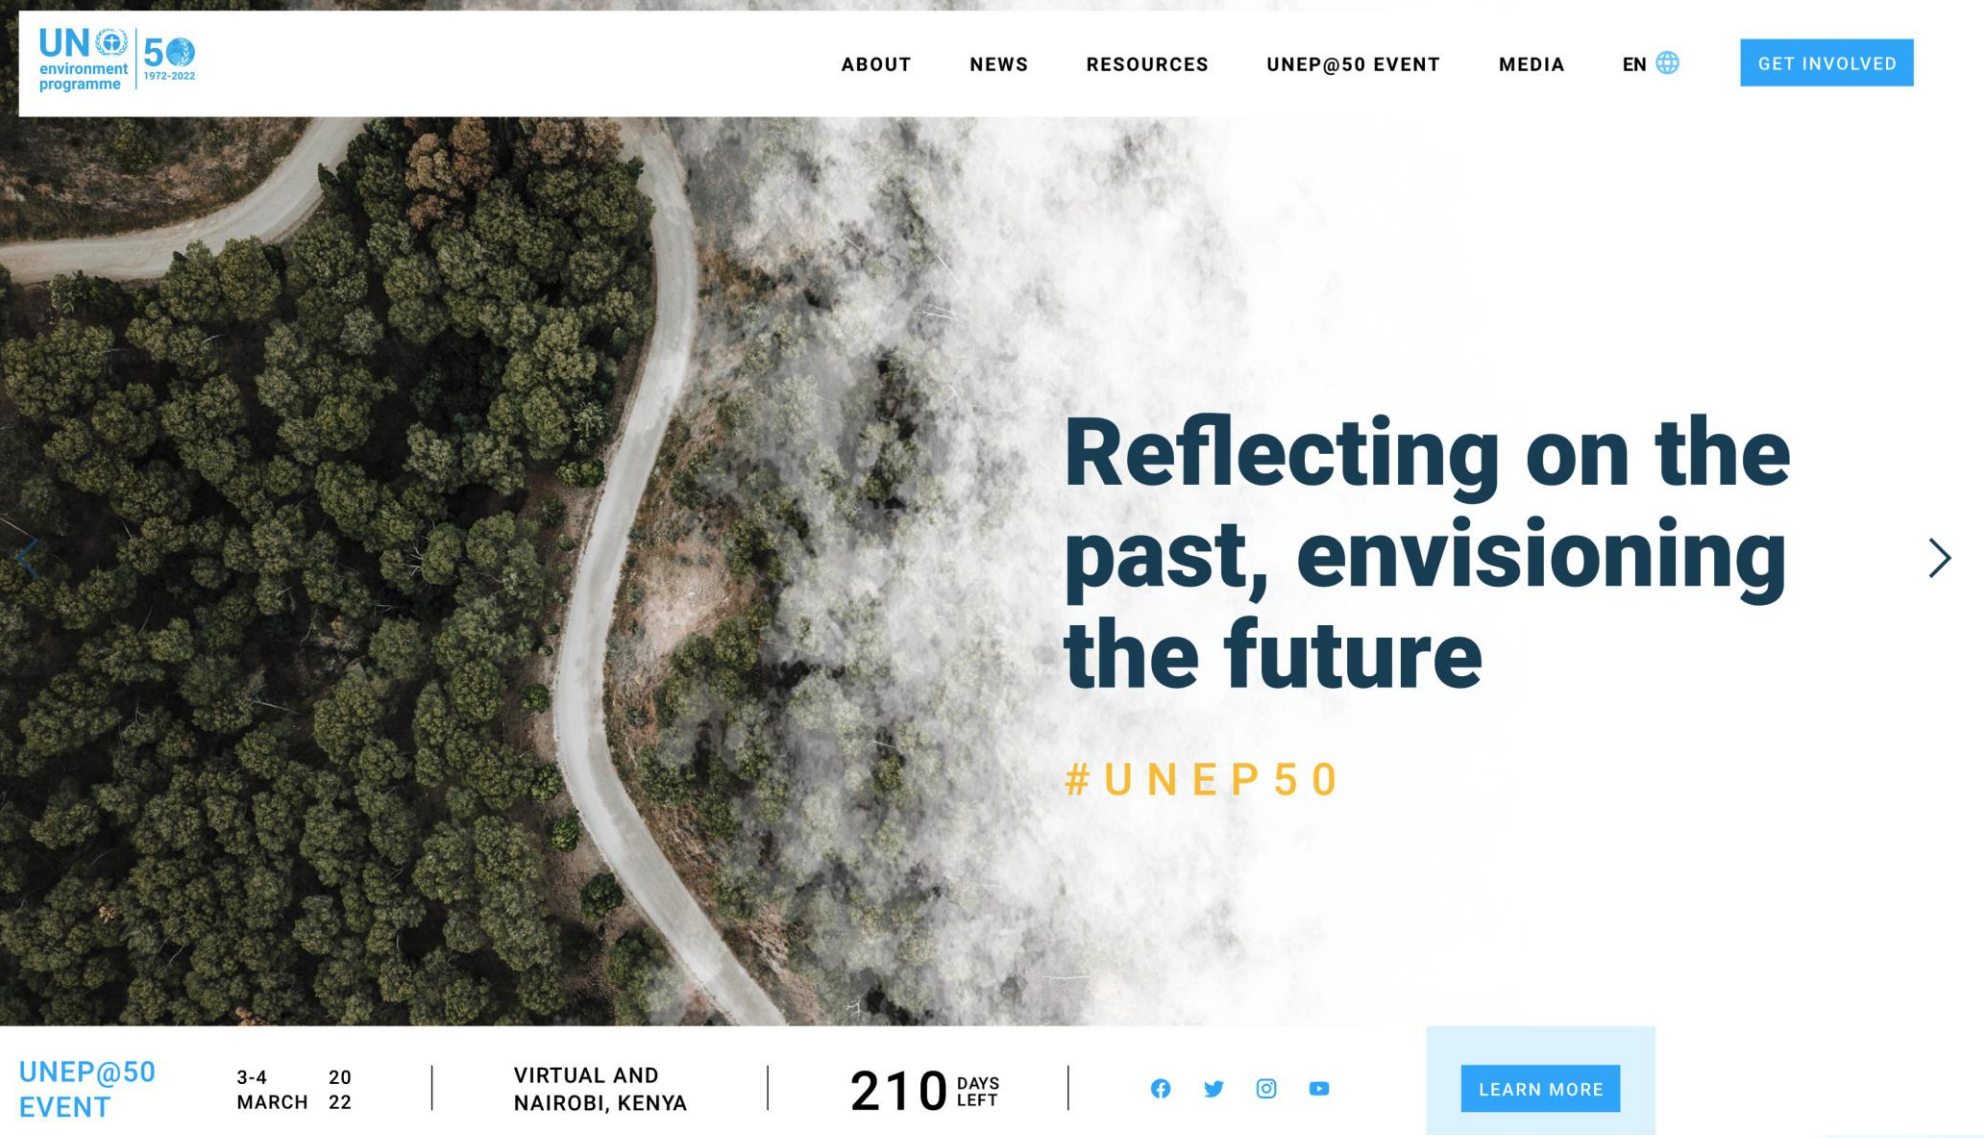 UN
environment
programme
50
1972-2022
ABOUT
NEWS
RESOURCES
UNEP@50 EVENT
MEDIA
EN
GET INVOLVED
Reflecting on the
past, envisioning
the future
#UNEP50
UNEP@50
EVENT
3-4
MARCH
20
22
VIRTUAL AND
NAIROBI, KENYA
210
DAYS
LEFT
LEARN MORE